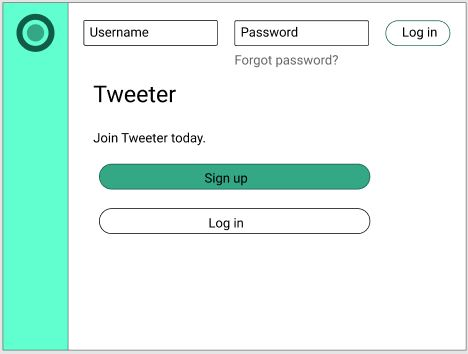 Username
Password
Log in
Forgot password?
Tweeter
Join Tweeter today.
Sign up
Log in